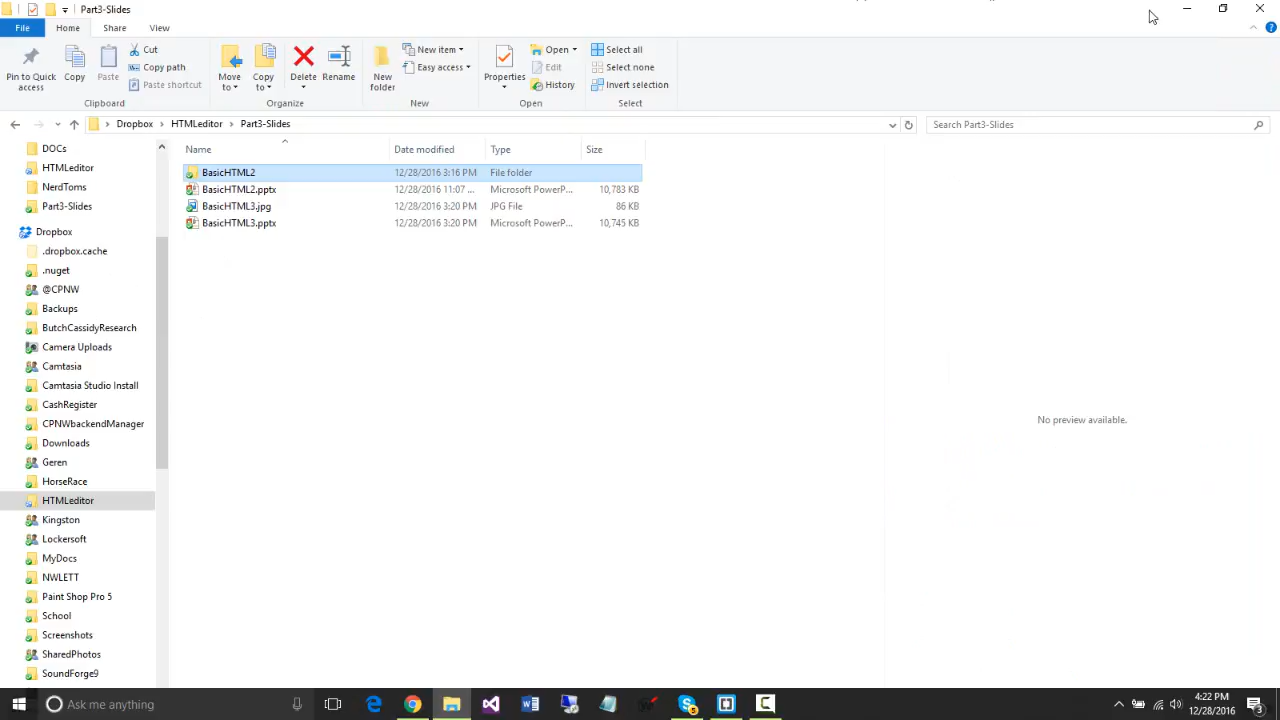 Part3-Slides
File Home Share View
Pin to Quick access
Copy
Paste
Cut
Copy path
Paste shortcut
Clipboard
Move to
Copy to
Delete
Rename
Organize
New folder
New item
Easy access
New
Properties
Open
Edit
History
Open
Select all
Select none
Invert selection
Select
Dropbox HTMLeditor Part3-Slides
Search Part3-Slides
Name Date modified Type Size
BasicHTML2 12/28/2016 3:16 PM File folder
BasicHTML2.pptx 12/28/2016 11:07 ... Microsoft PowerP... 10,783 KB
BasicHTML3.jpg 12/28/2016 3:20 PM JPG File 86 KB
BasicHTML3.pptx 12/28/2016 3:20 PM Microsoft PowerP... 10,745 KB
DOCs
HTMLeditor
NerdToms
Part3-Slides
Dropbox
.dropbox.cache
.nuget
@CPNW
Backups
ButchCassidyResearch
Camera Uploads
Camtasia
Camtasia Studio Install
CashRegister
CPNWbackendManager
Downloads
Geren
HorseRace
HTMLeditor
Kingston
Lockersoft
MyDocs
NWLETT
Paint Shop Pro 5
School
Screenshots
SharedPhotos
SoundForge9
No preview available.
Ask me anything
4:22 PM
12/28/2016